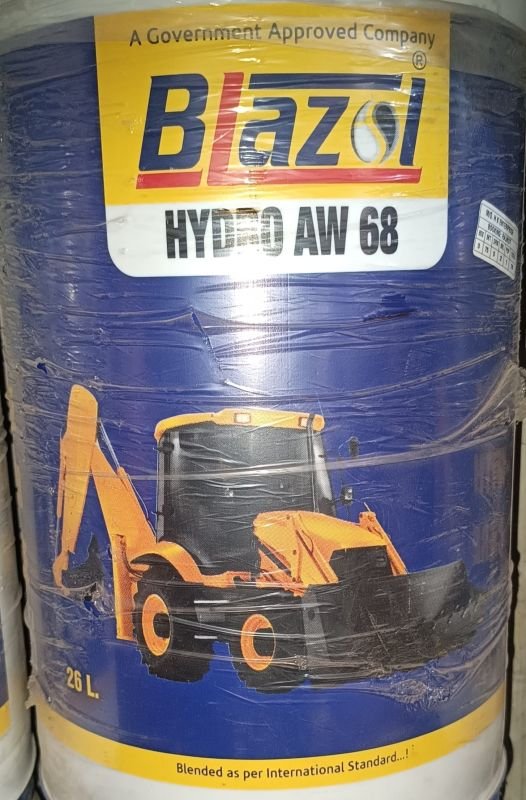 A Government Approved Company
Blazol®
HYDRO AW 68
26 L.
Blended as per International Standard...!